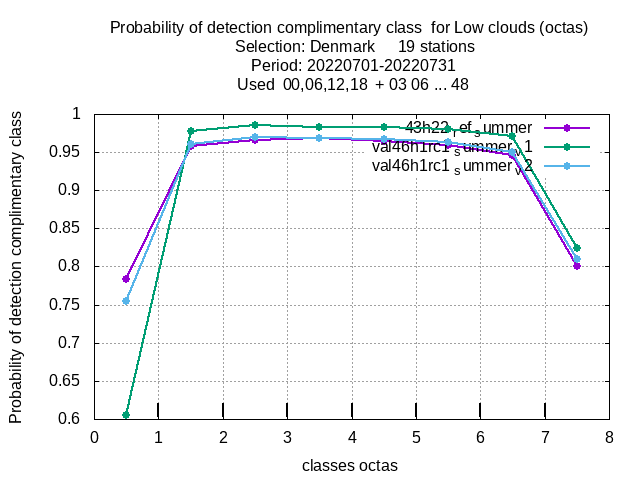 Probability of detection complimentary class  for Low clouds (octas)
Selection: Denmark     19 stations
Period: 20220701-20220731
Used  00,06,12,18  + 03 06 ... 48
Probability of detection complimentary class
1
0.95
0.9
0.85
0.8
0.75
0.7
0.65
0.6
43h22_ref_summer
val46h1rc1_summer_v1
val46h1rc1_summer_v2
0 1 2 3 4 5 6 7 8
classes octas